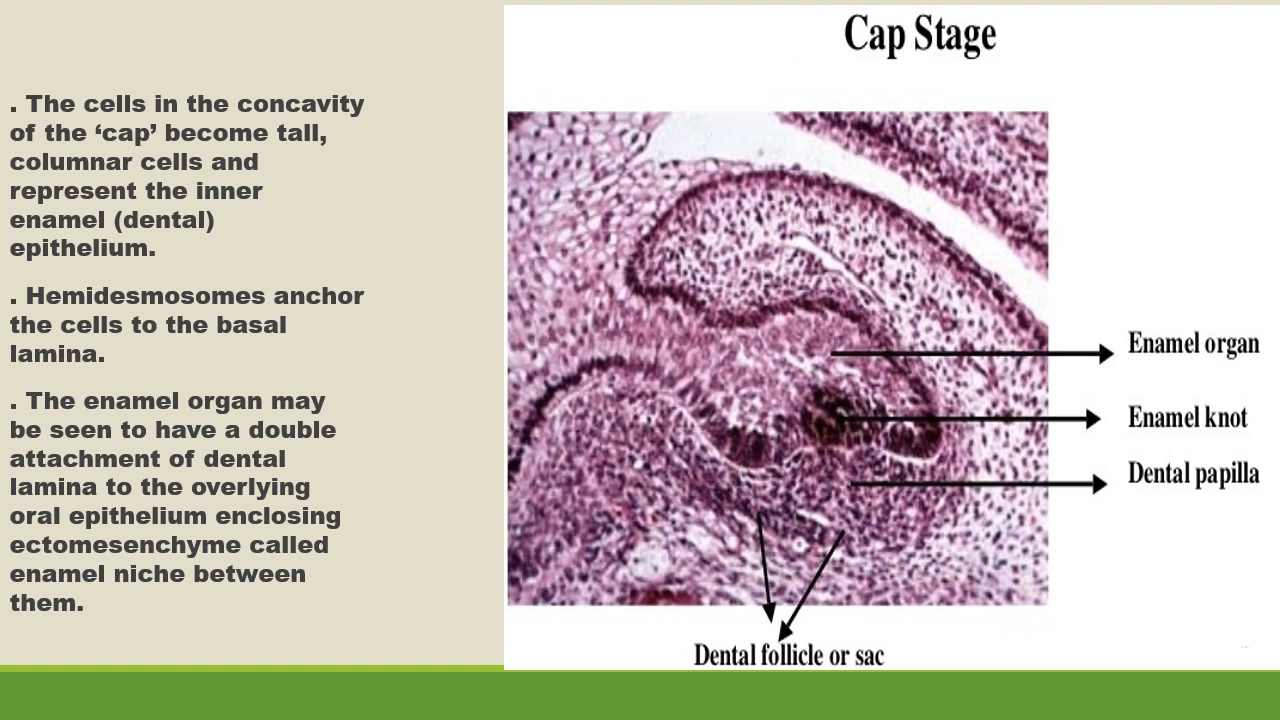 Cap Stage
. The cells in the concavity
of the ‘cap’ become tall,
columnar cells and
represent the inner
enamel (dental)
epithelium.
. Hemidesmosomes anchor
the cells to the basal
lamina.
. The enamel organ may
be seen to have a double
attachment of dental
lamina to the overlying
oral epithelium enclosing
ectomesenchyme called
enamel niche between
them.
Enamel organ
Enamel knot
Dental papilla
Dental follicle or sac